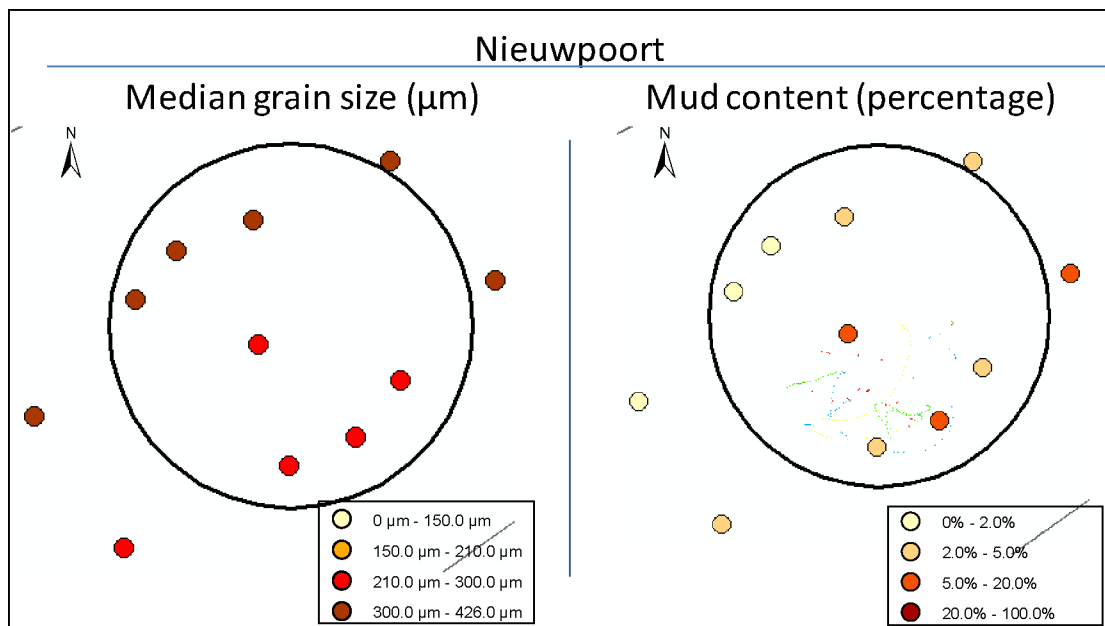 Nieuwpoort
Median grain size (µm)
N
0 µm - 150.0 µm
150.0 µm - 210.0 µm
210.0 µm - 300.0 µm
300.0 µm - 426.0 µm
Mud content (percentage)
N
0% - 2.0%
2.0% - 5.0%
5.0% - 20.0%
20.0% - 100.0%